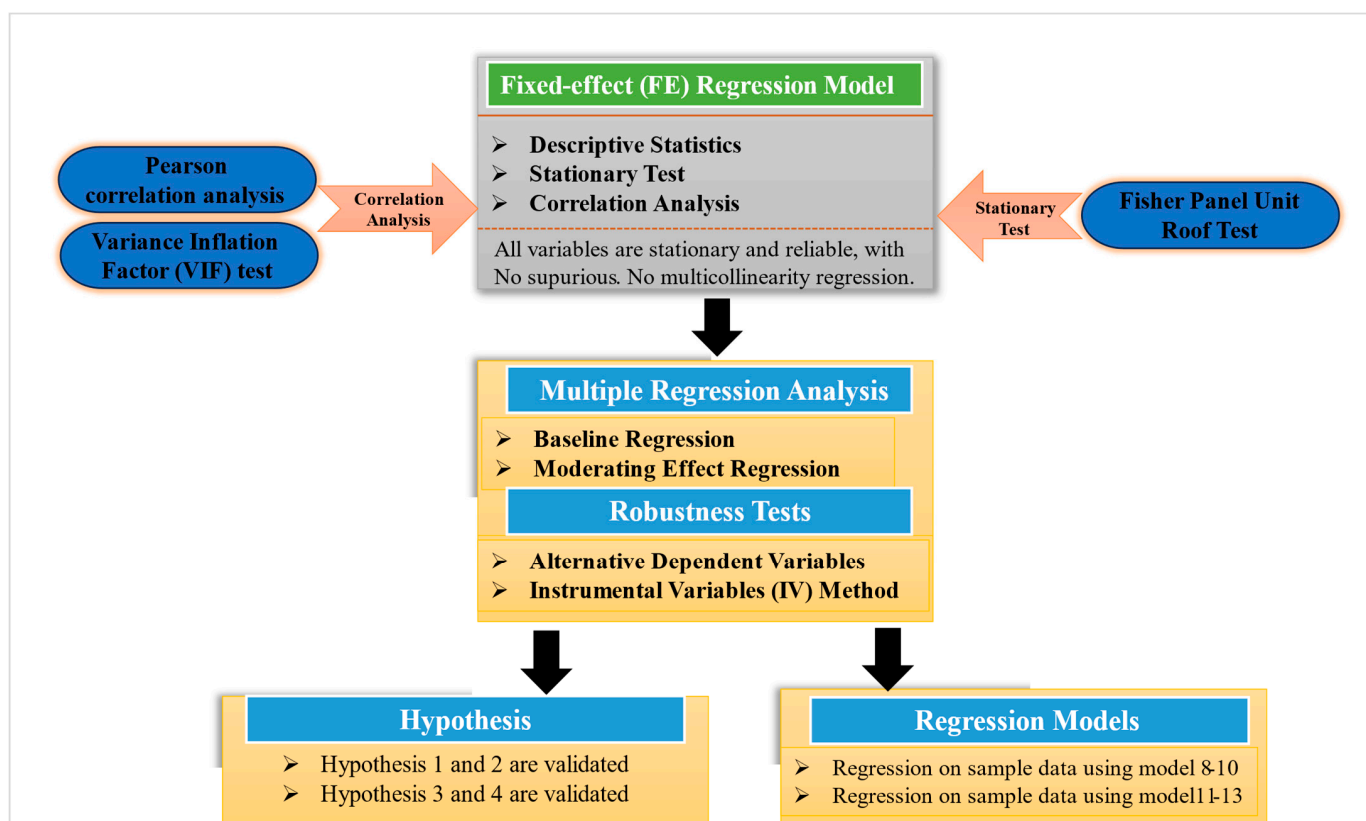 Fixed-effect (FE) Regression Model
➢ Descriptive Statistics
➢ Stationary Test
➢ Correlation Analysis
All variables are stationary and reliable, with
No supurious. No multicollinearity regression.
Pearson
correlation analysis
Variance Inflation
Factor (VIF) test
Correlation
Analysis
Stationary
Test
Fisher Panel Unit
Roof Test
Multiple Regression Analysis
➢ Baseline Regression
➢ Moderating Effect Regression
Robustness Tests
➢ Alternative Dependent Variables
➢ Instrumental Variables (IV) Method
Hypothesis
➢ Hypothesis 1 and 2 are validated
➢ Hypothesis 3 and 4 are validated
Regression Models
➢ Regression on sample data using model 8-10
➢ Regression on sample data using model11-13